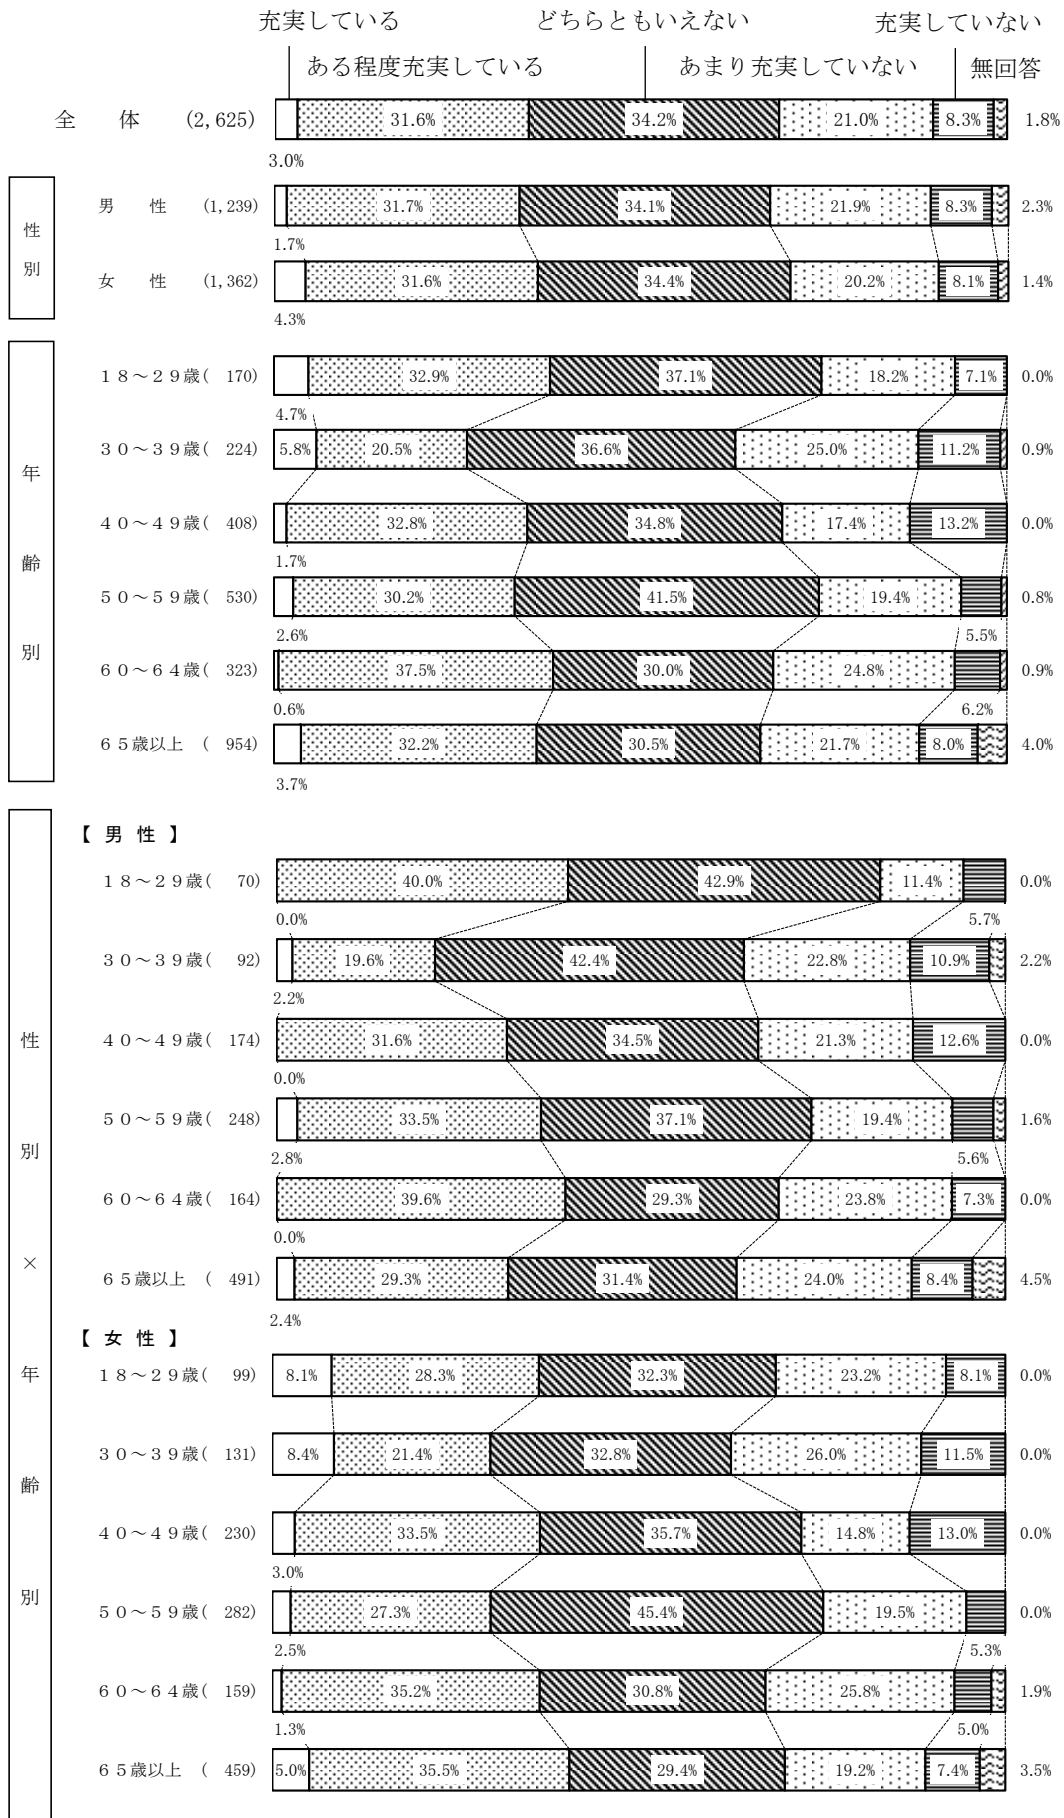 充実している どちらともいえない 充実していない
ある程度充実している あまり充実していない 無回答
全 体 (2,625) 31.6% 34.2% 21.0% 8.3% 1.8%
3.0%
性別
男 性 (1,239) 31.7% 34.1% 21.9% 8.3% 2.3%
1.7%
女 性 (1,362) 31.6% 34.4% 20.2% 8.1% 1.4%
4.3%
年齢別
18～29歳( 170) 32.9% 37.1% 18.2% 7.1% 0.0%
4.7%
30～39歳( 224) 5.8% 20.5% 36.6% 25.0% 11.2% 0.9%
40～49歳( 408) 32.8% 34.8% 17.4% 13.2% 0.0%
1.7%
50～59歳( 530) 30.2% 41.5% 19.4% 0.8%
2.6% 5.5%
60～64歳( 323) 37.5% 30.0% 24.8% 0.9%
0.6% 6.2%
65歳以上 ( 954) 32.2% 30.5% 21.7% 8.0% 4.0%
3.7%
性別×年齢別
【 男 性 】
18～29歳( 70) 40.0% 42.9% 11.4% 0.0%
0.0% 5.7%
30～39歳( 92) 19.6% 42.4% 22.8% 10.9% 2.2%
2.2%
40～49歳( 174) 31.6% 34.5% 21.3% 12.6% 0.0%
0.0%
50～59歳( 248) 33.5% 37.1% 19.4% 1.6%
2.8% 5.6%
60～64歳( 164) 39.6% 29.3% 23.8% 7.3% 0.0%
0.0%
65歳以上 ( 491) 29.3% 31.4% 24.0% 8.4% 4.5%
2.4%
【 女 性 】
18～29歳( 99) 8.1% 28.3% 32.3% 23.2% 8.1% 0.0%
30～39歳( 131) 8.4% 21.4% 32.8% 26.0% 11.5% 0.0%
40～49歳( 230) 33.5% 35.7% 14.8% 13.0% 0.0%
3.0%
50～59歳( 282) 27.3% 45.4% 19.5% 0.0%
2.5% 5.3%
60～64歳( 159) 35.2% 30.8% 25.8% 1.9%
1.3% 5.0%
65歳以上 ( 459) 5.0% 35.5% 29.4% 19.2% 7.4% 3.5%